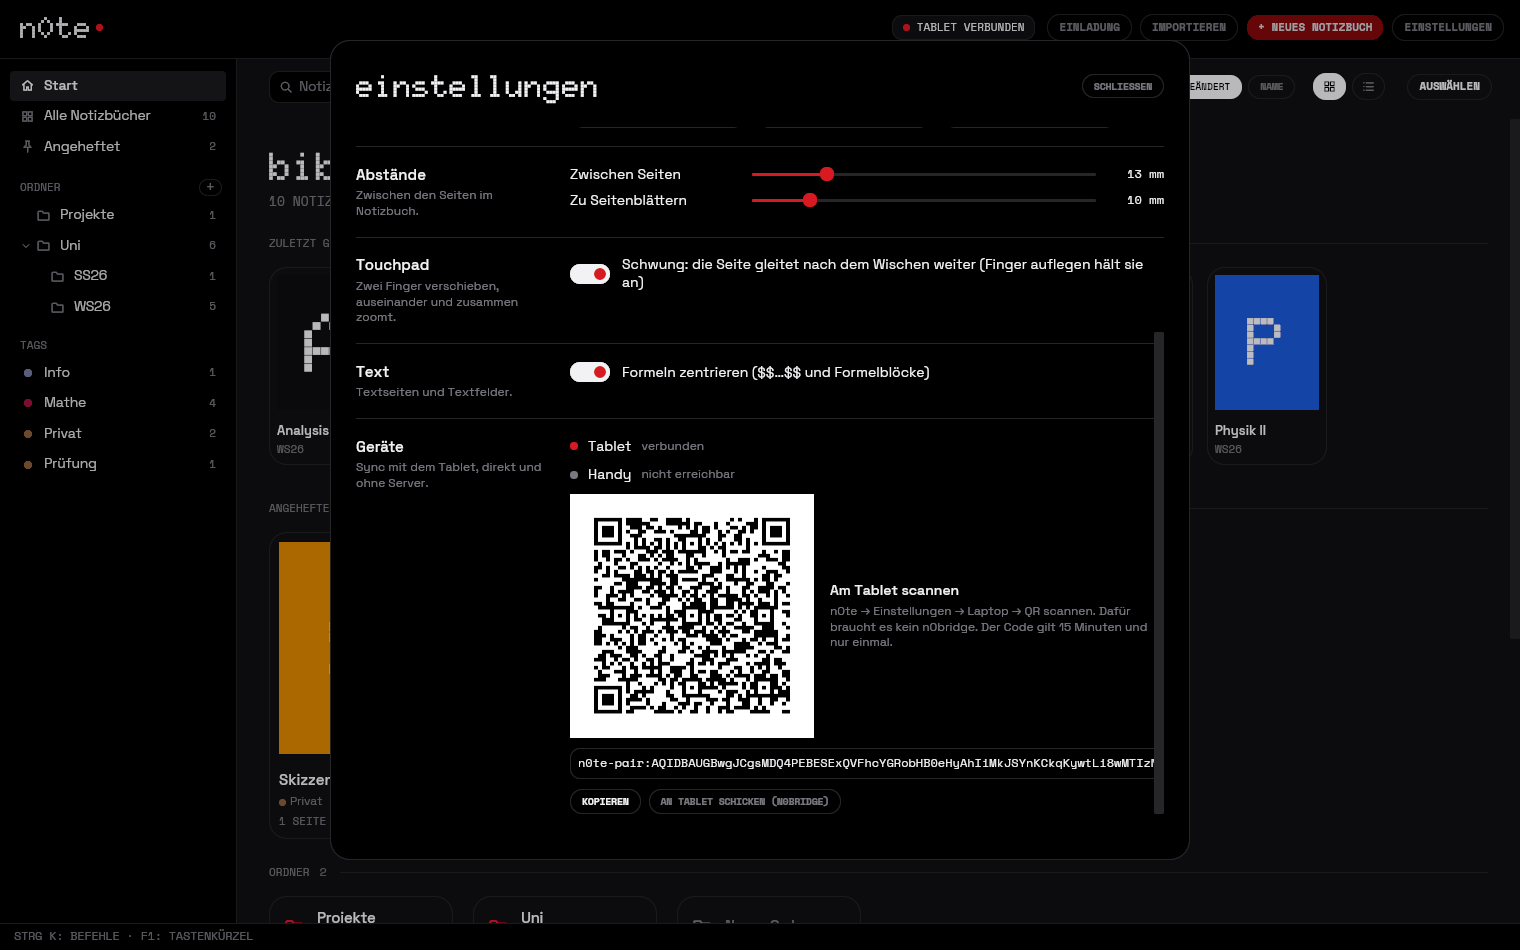 n0te
TABLET VERBUNDEN
EINLADUNG
IMPORTIEREN
+ NEUES NOTIZBUCH
EINSTELLUNGEN
Start
Alle Notizbücher 10
Angeheftet 2
ORDNER +
Projekte 1
Uni 6
SS26 1
WS26 5
TAGS
Info 1
Mathe 4
Privat 2
Prüfung 1
NAME
AUSWÄHLEN
einstellungen
SCHLIESSEN
Abstände
Zwischen den Seiten im
Notizbuch.
Zwischen Seiten 13 mm
Zu Seitenblättern 10 mm
Touchpad
Zwei Finger verschieben,
auseinander und zusammen
zoomt.
Schwung: die Seite gleitet nach dem Wischen weiter (Finger auflegen hält sie
an)
Text
Textseiten und Textfelder.
Formeln zentrieren ($$…$$ und Formelblöcke)
Geräte
Sync mit dem Tablet, direkt und
ohne Server.
Tablet verbunden
Handy nicht erreichbar
Am Tablet scannen
n0te → Einstellungen → Laptop → QR scannen. Dafür
braucht es kein n0bridge. Der Code gilt 15 Minuten und
nur einmal.
n0te-pair:AQIDBAUGBwgJCgsMDQ4PEBESExQVFhcYGRobHB0eHyAhIiMkJSYnKCkqKywtLi8wMTIz
KOPIEREN
AN TABLET SCHICKEN (N0BRIDGE)
10
ZULETZT
Analysis
WS26
P
Physik II
WS26
Privat
1 SEITE
ORDNER 2
Projekte
Uni
STRG K: BEFEHLE · F1: TASTENKÜRZEL